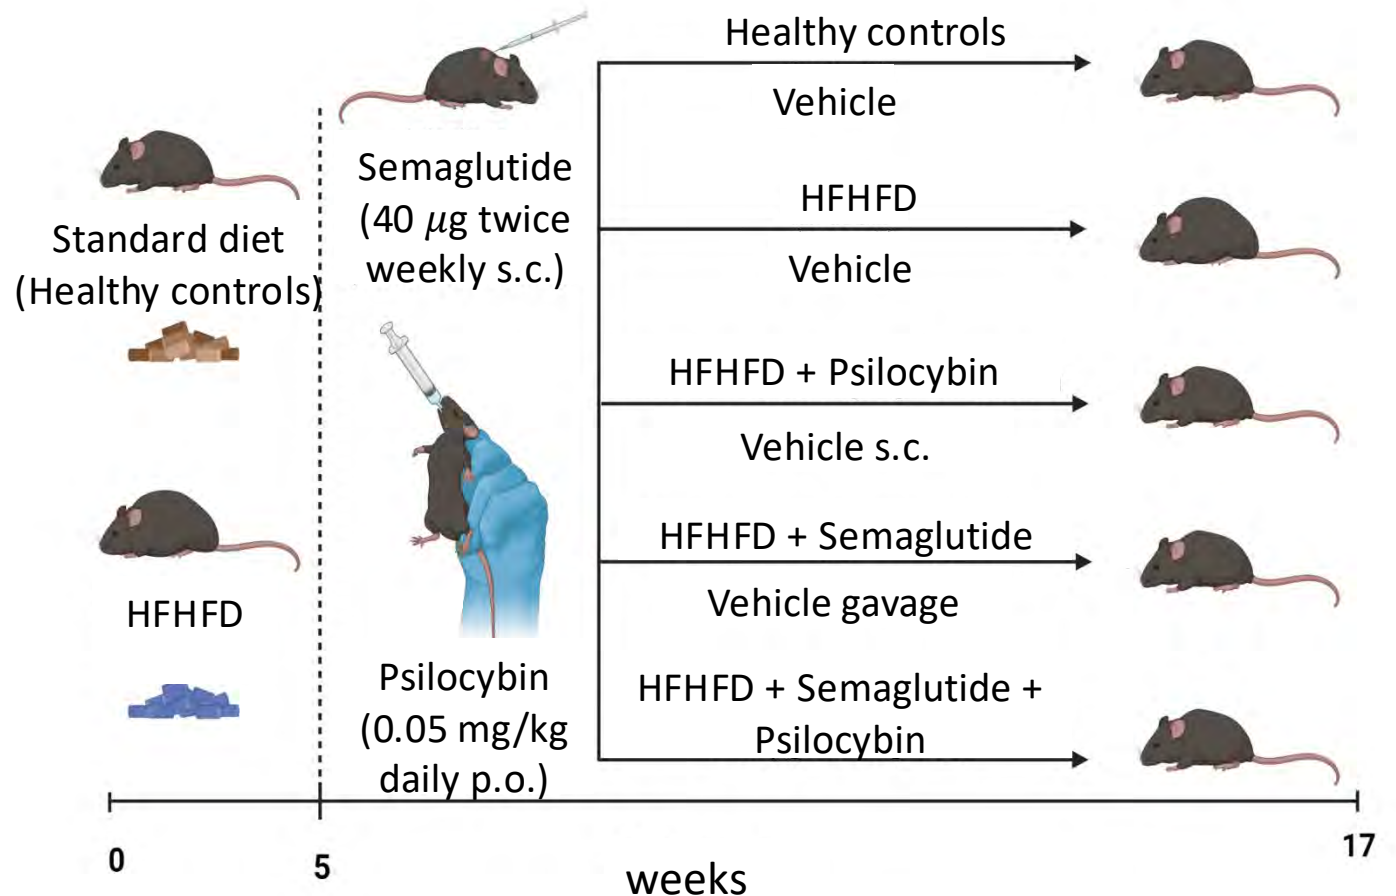 Standard diet
(Healthy controls)
HFHFD
Semaglutide
(40 𝜇g twice
weekly s.c.)
Psilocybin
(0.05 mg/kg
daily p.o.)
Healthy controls
Vehicle
HFHFD
Vehicle
HFHFD + Psilocybin
Vehicle s.c.
HFHFD + Semaglutide
Vehicle gavage
HFHFD + Semaglutide +
Psilocybin
0
5
weeks
17